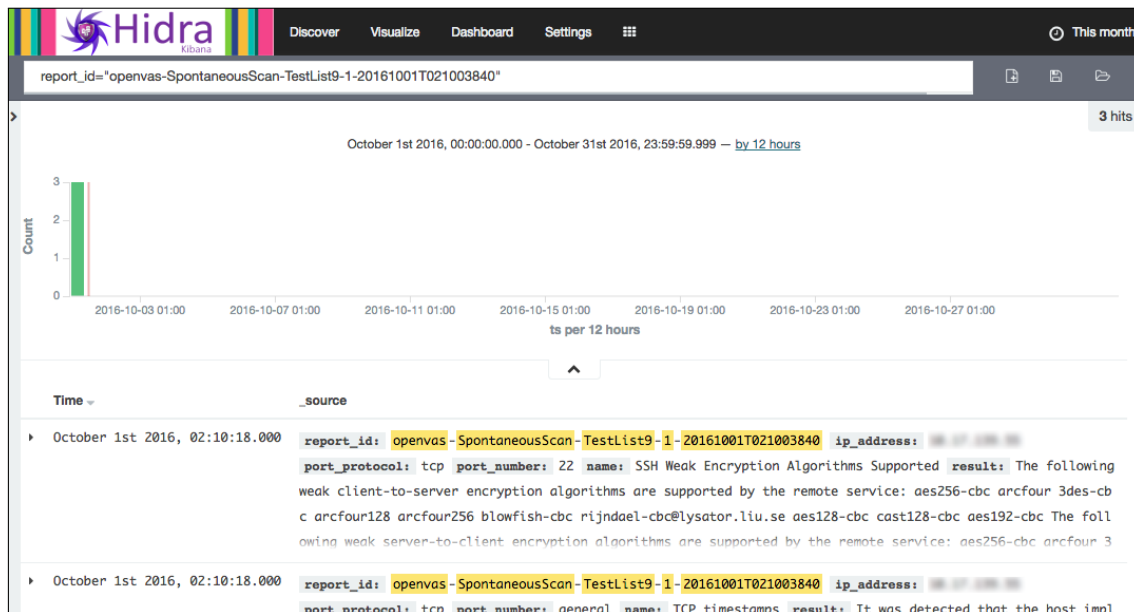 Hidra
Kibana
Discover Visualize Dashboard Settings This month
report_id="openvas-SpontaneousScan-TestList9-1-20161001T021003840"
3 hits
October 1st 2016, 00:00:00.000 - October 31st 2016, 23:59:59.999 — by 12 hours
3
2
1
0
Count
2016-10-03 01:00 2016-10-07 01:00 2016-10-11 01:00 2016-10-15 01:00 2016-10-19 01:00 2016-10-23 01:00 2016-10-27 01:00
ts per 12 hours
Time _source
October 1st 2016, 02:10:18.000 report_id: openvas-SpontaneousScan-TestList9-1-20161001T021003840 ip_address:
port_protocol: tcp port_number: 22 name: SSH Weak Encryption Algorithms Supported result: The following
weak client-to-server encryption algorithms are supported by the remote service: aes256-cbc arcfour 3des-cb
c arcfour128 arcfour256 blowfish-cbc rijndael-cbc@lysator.liu.se aes128-cbc cast128-cbc aes192-cbc The foll
owing weak server-to-client encryption algorithms are supported by the remote service: aes256-cbc arcfour 3
October 1st 2016, 02:10:18.000 report_id: openvas-SpontaneousScan-TestList9-1-20161001T021003840 ip_address:
port_protocol: tcp port_number: general name: TCP timestamps result: It was detected that the host impl